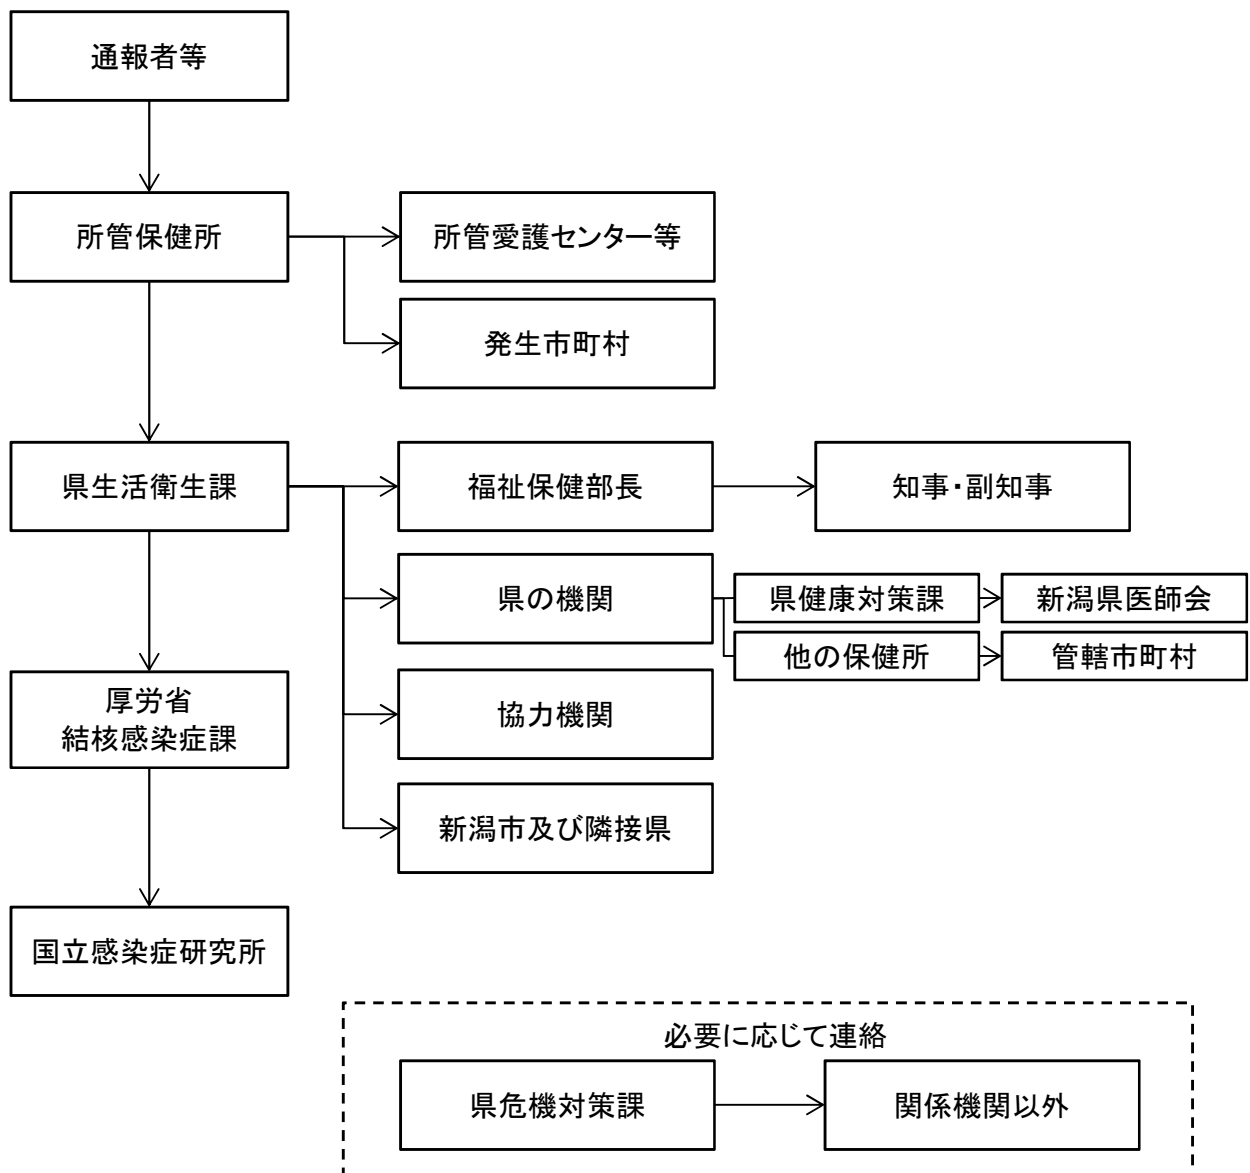 通報者等
所管保健所
所管愛護センター等
発生市町村
県生活衛生課
福祉保健部長
知事・副知事
県の機関
県健康対策課
新潟県医師会
他の保健所
管轄市町村
厚労省
結核感染症課
協力機関
新潟市及び隣接県
国立感染症研究所
必要に応じて連絡
県危機対策課
関係機関以外